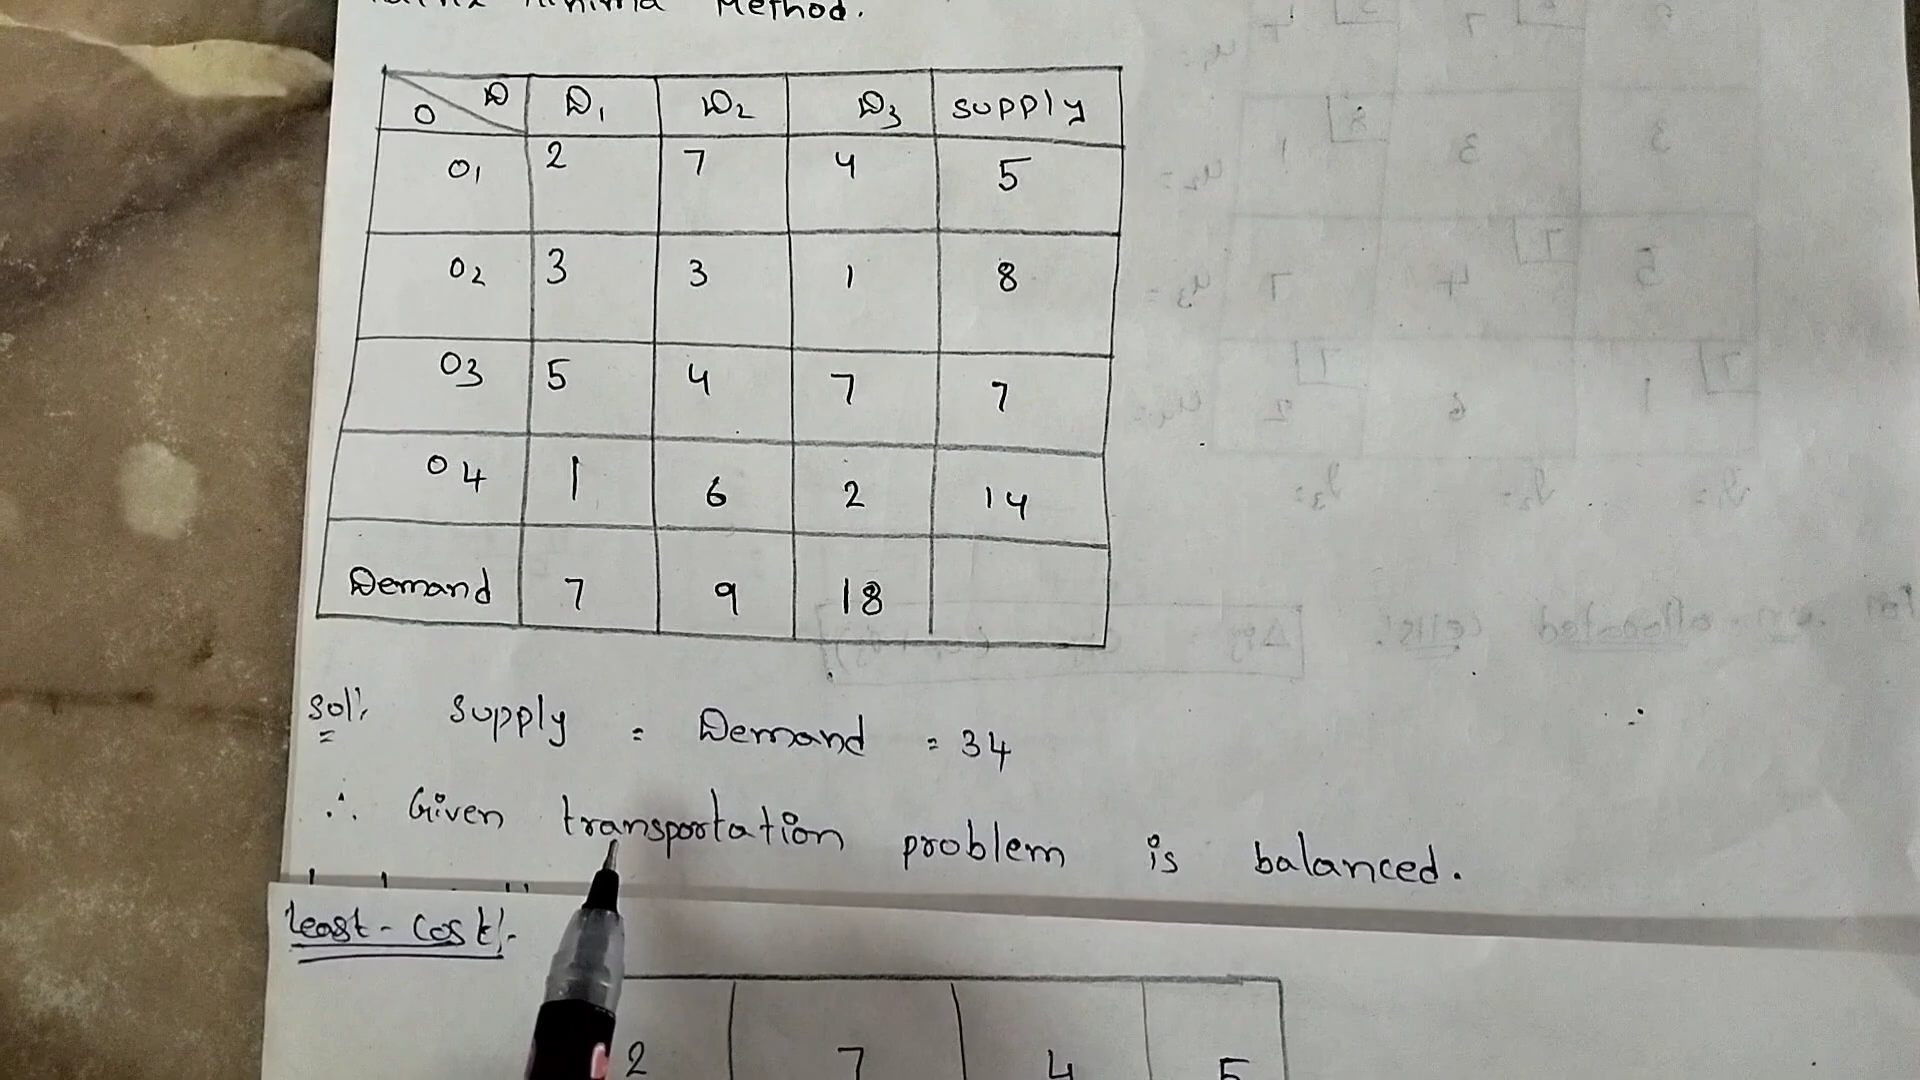 Method.
O D D1 D2 D3 supply
O1 2 7 4 5
O2 3 3 1 8
O3 5 4 7 7
O4 1 6 2 14
Demand 7 9 18
Sol: Supply = Demand = 34
∴ Given transportation problem is balanced.
Least-Cost:-
2 7 4 5